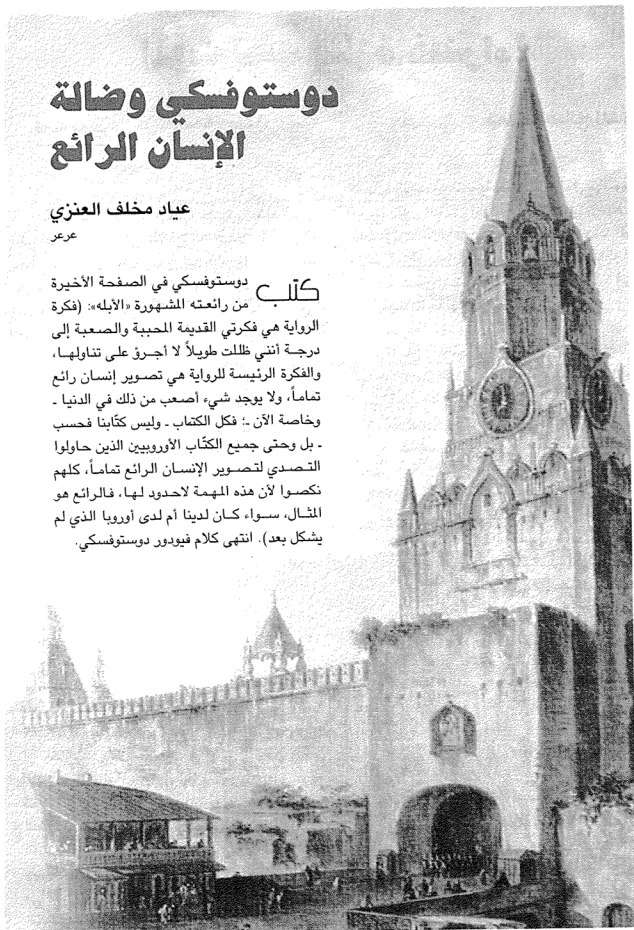 دوستوفسكي وضالة
الإنسان الرائع
عياد مخلف العنزي
عرعر
كتب دوستوفسكي في الصفحة الأخيرة
من رائعته المشهورة «الأبله»: (فكرة
الرواية هي فكرتي القديمة المحببة والصعبة إلى
درجة أنني ظللت طويلاً لا أجرؤ على تناولها،
والفكرة الرئيسة للرواية هي تصوير إنسان رائع
تماماً، ولا يوجد شيء أصعب من ذلك في الدنيا ـ
وخاصة الآن ـ؛ فكل الكتاب ـ وليس كتّابنا فحسب
ـ بل وحتى جميع الكتّاب الأوروبيين الذين حاولوا
التصدي لتصوير الإنسان الرائع تماماً، كلهم
نكصوا لأن هذه المهمة لاحدود لها، فالرائع هو
المثال، سواء كان لدينا أم لدى أوروبا الذي لم
يشكل بعد). انتهى كلام فيودور دوستوفسكي.